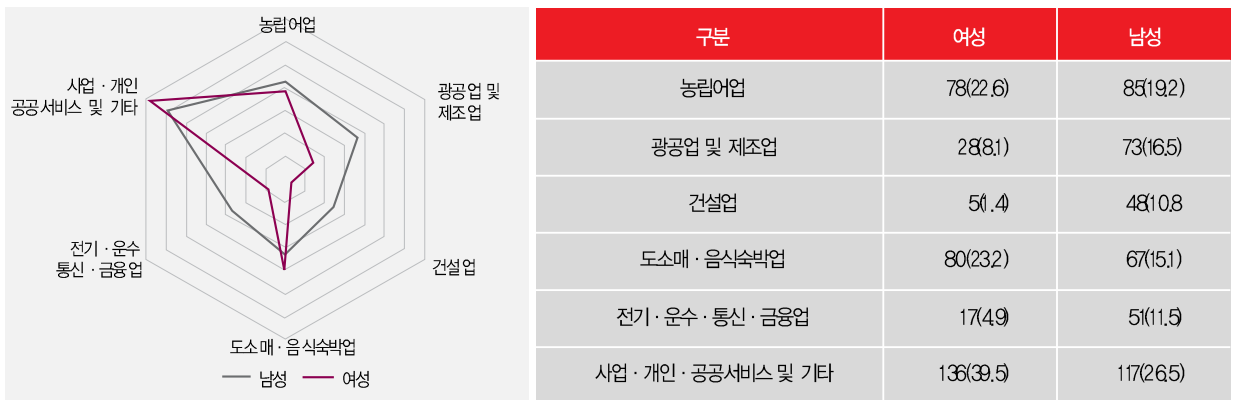 농립어업
광공업 및
제조업
건설업
도소매 · 음식숙박업
전기 · 운수
통신 · 금융업
사업 · 개인
공공서비스 및 기타
남성 여성
구분 여성 남성
농립어업 78(22.6) 85(19.2)
광공업 및 제조업 28(8.1) 73(16.5)
건설업 5(1.4) 48(10.8
도소매 · 음식숙박업 80(23.2) 67(15.1)
전기 · 운수 · 통신 · 금융업 17(4.9) 51(11.5)
사업 · 개인 · 공공서비스 및 기타 136(39.5) 117(26.5)